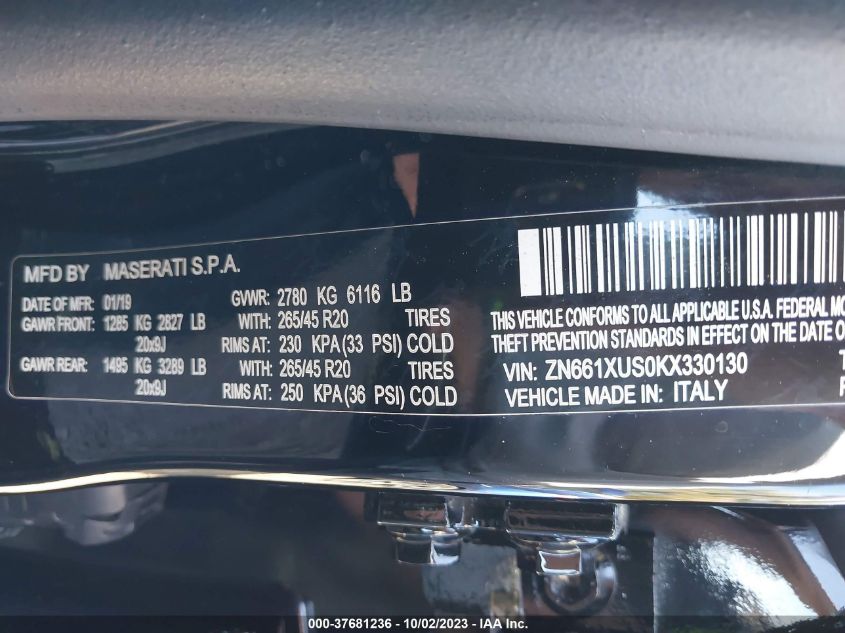 MFD BY MASERATI S.P.A.
DATE OF MFR: 01/19 GVWR: 2780 KG 6116 LB
GAWR FRONT: 1285 KG 2827 LB WITH: 265/45 R20 TIRES
20x9J RIMS AT: 230 KPA (33 PSI) COLD
GAWR REAR: 1495 KG 3289 LB WITH: 265/45 R20 TIRES
20x9J RIMS AT: 250 KPA (36 PSI) COLD
THIS VEHICLE CONFORMS TO ALL APPLICABLE U.S.A. FEDERAL
THEFT PREVENTION STANDARDS IN EFFECT ON THE DATE
VIN: ZN661XUS0KX330130
VEHICLE MADE IN: ITALY
000-37681236 - 10/02/2023 - IAA Inc.